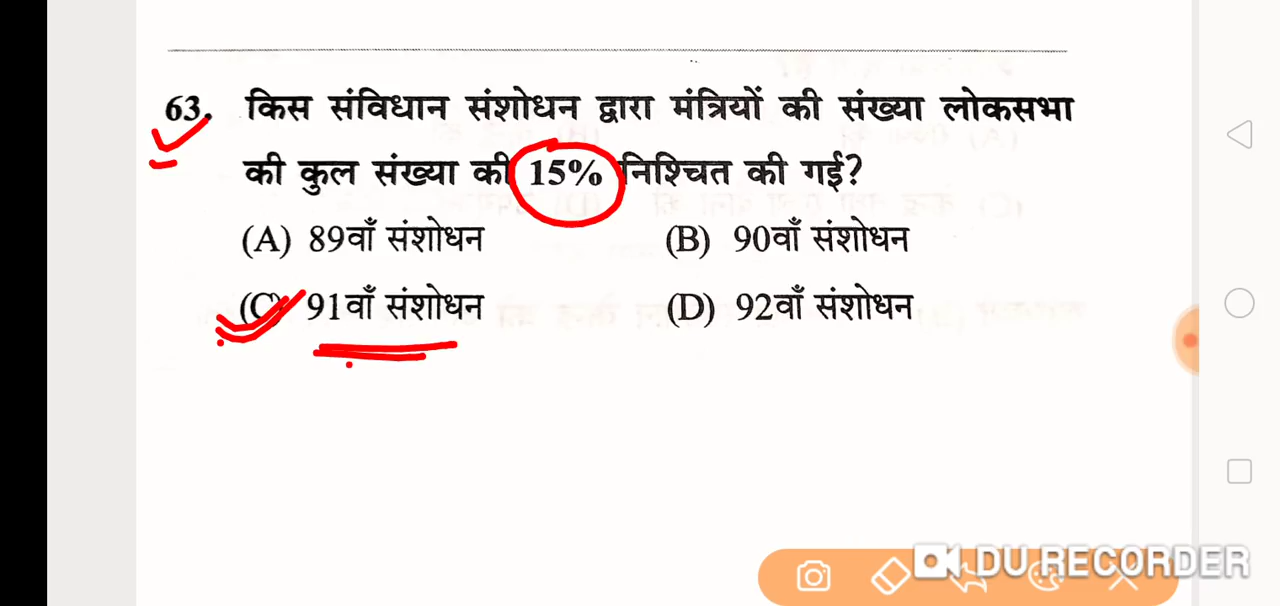 63. किस संविधान संशोधन द्वारा मंत्रियों की संख्या लोकसभा
की कुल संख्या की 15% निश्चित की गई?
(A) 89वाँ संशोधन (B) 90वाँ संशोधन
(C) 91वाँ संशोधन (D) 92वाँ संशोधन
DU RECORDER